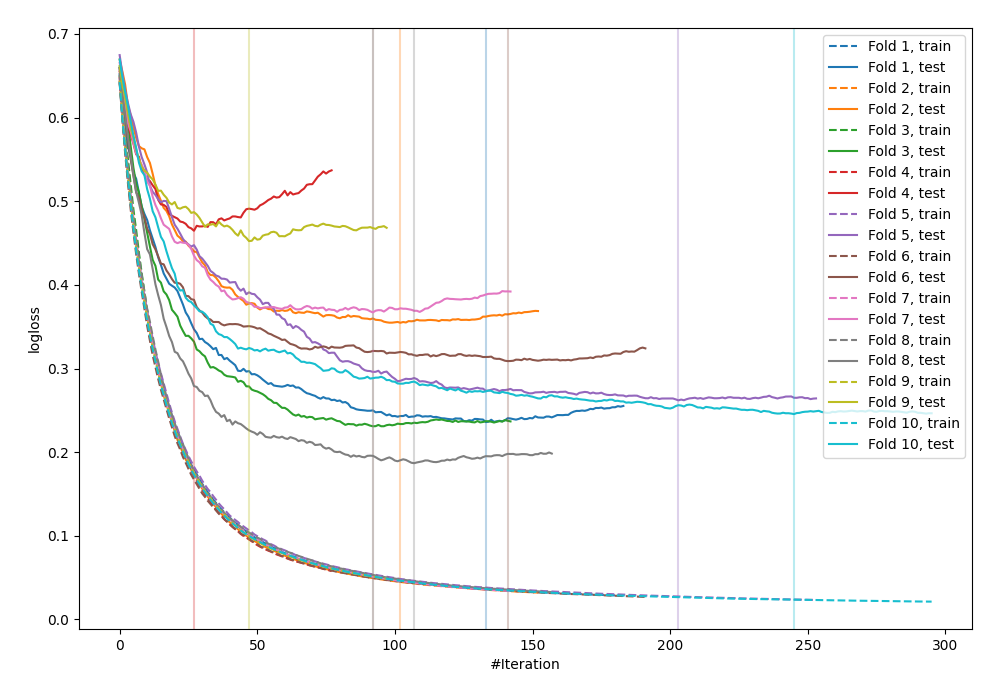 0.7
0.6
0.5
0.4
0.3
0.2
0.1
0.0
logloss
0
50
100
150
200
250
300
#Iteration
Fold 1, train
Fold 1, test
Fold 2, train
Fold 2, test
Fold 3, train
Fold 3, test
Fold 4, train
Fold 4, test
Fold 5, train
Fold 5, test
Fold 6, train
Fold 6, test
Fold 7, train
Fold 7, test
Fold 8, train
Fold 8, test
Fold 9, train
Fold 9, test
Fold 10, train
Fold 10, test